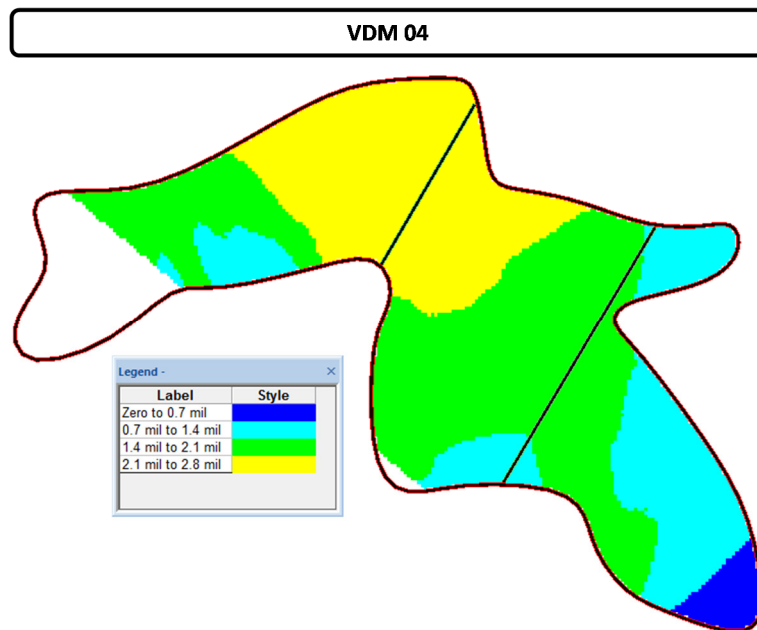 VDM 04
Legend -
Label Style
Zero to 0.7 mil
0.7 mil to 1.4 mil
1.4 mil to 2.1 mil
2.1 mil to 2.8 mil